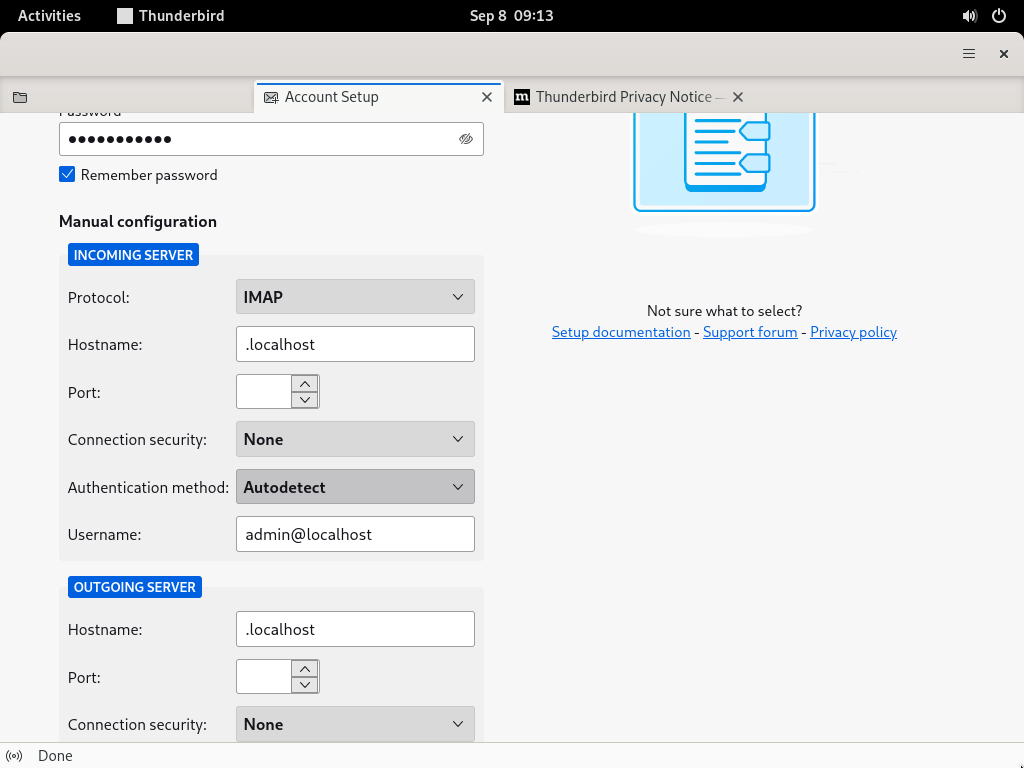 Activities
Thunderbird
Sep 8 09:13
Account Setup
Thunderbird Privacy Notice —
Password
●●●●●●●●●●●
Remember password
Manual configuration
INCOMING SERVER
Protocol: IMAP
Hostname: .localhost
Port:
Connection security: None
Authentication method: Autodetect
Username: admin@localhost
OUTGOING SERVER
Hostname: .localhost
Port:
Connection security: None
Not sure what to select?
Setup documentation - Support forum - Privacy policy
Done